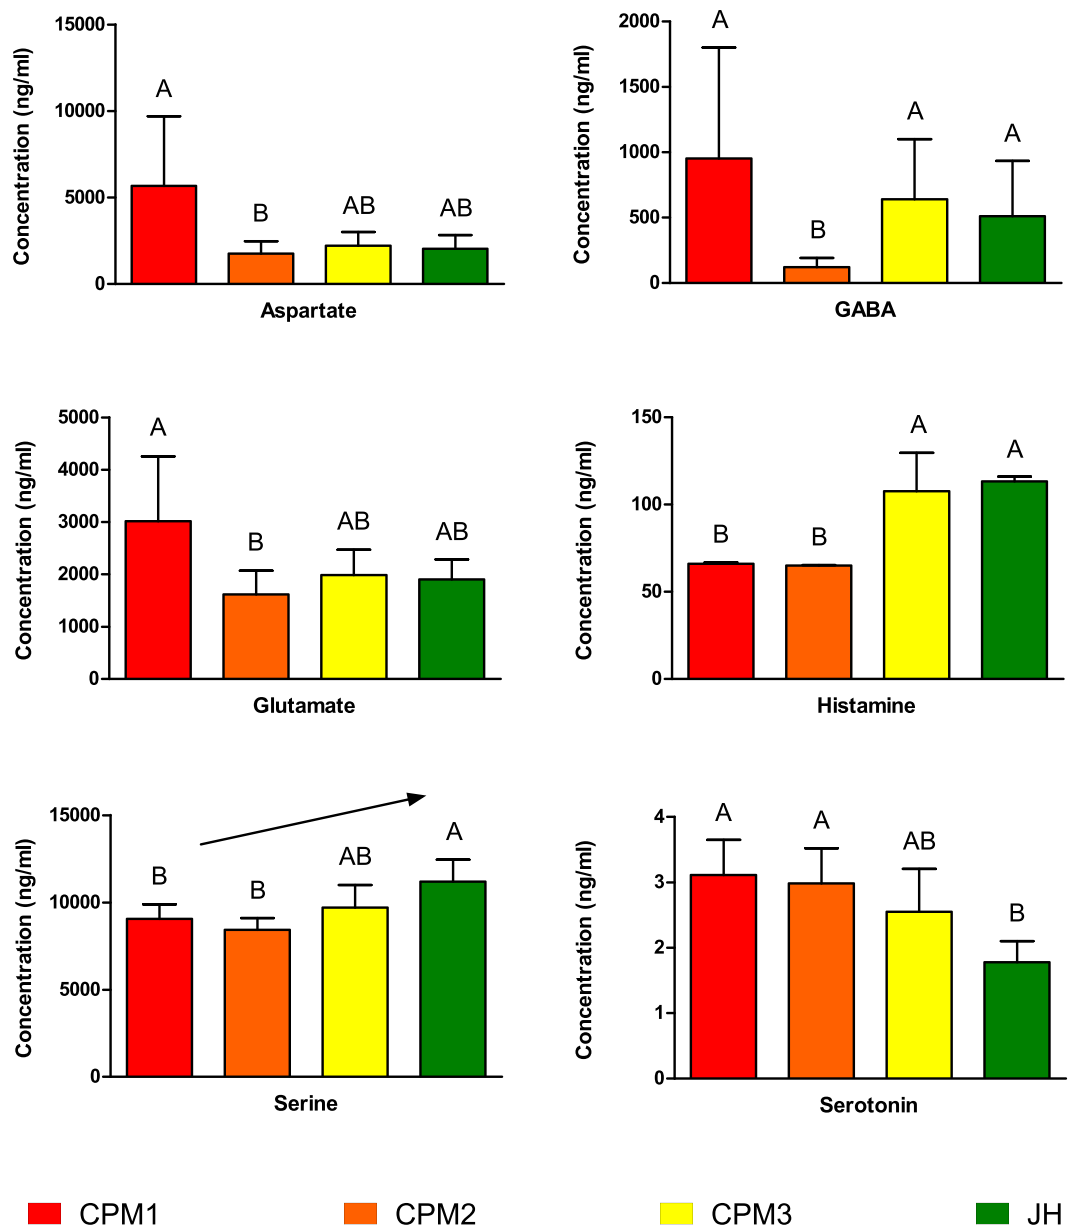 15000
10000
5000
0
Concentration (ng/ml)
A
B
AB
AB
Aspartate
2000
1500
1000
500
0
Concentration (ng/ml)
A
B
A
A
GABA
5000
4000
3000
2000
1000
0
Concentration (ng/ml)
A
B
AB
AB
Glutamate
150
100
50
0
Concentration (ng/ml)
B
B
A
A
Histamine
15000
10000
5000
0
Concentration (ng/ml)
B
B
AB
A
Serine
4
3
2
1
0
Concentration (ng/ml)
A
A
AB
B
Serotonin
CPM1 CPM2 CPM3 JH